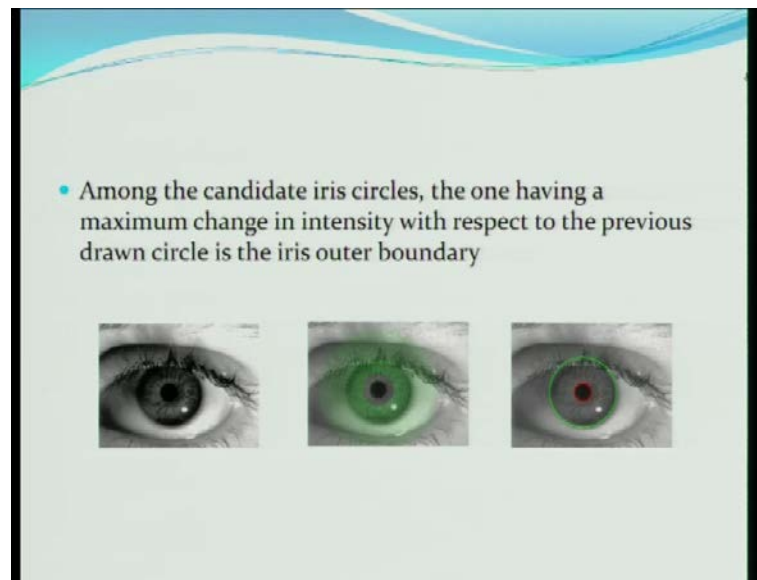 Among the candidate iris circles, the one having a
maximum change in intensity with respect to the previous
drawn circle is the iris outer boundary